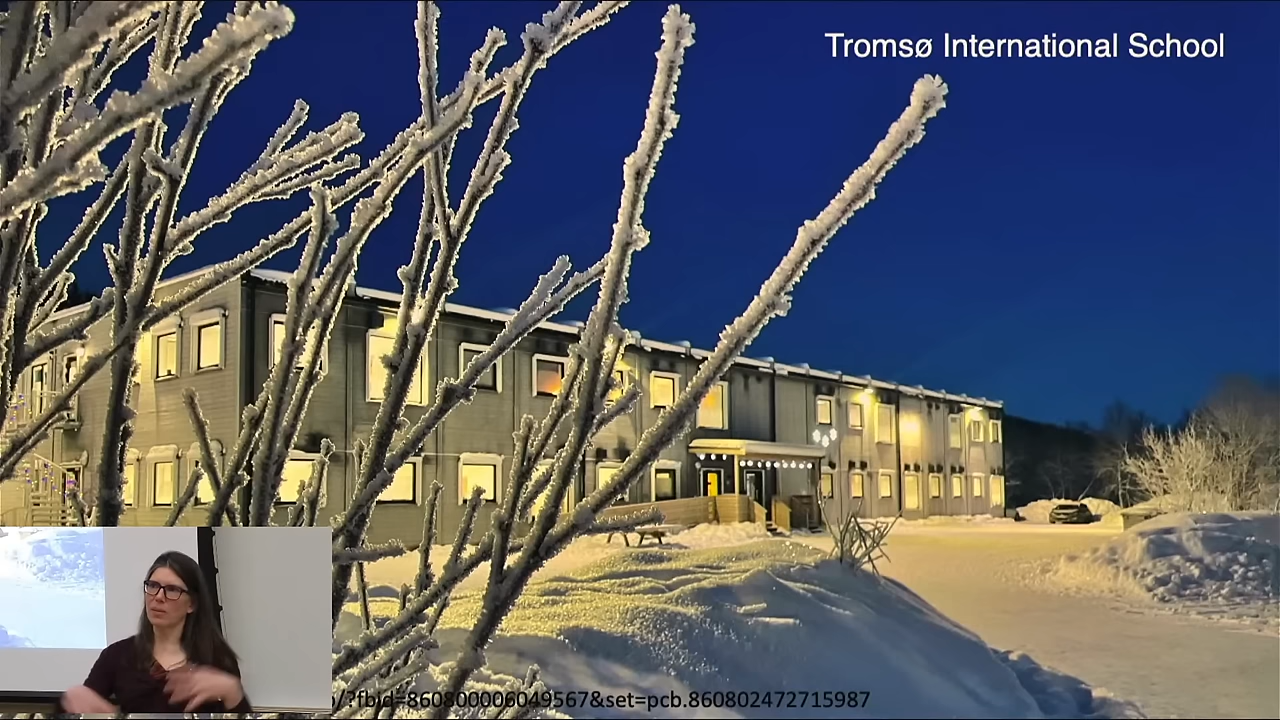 Tromsø International School
/?fbid=860800006049567&set=pcb.860802472715987